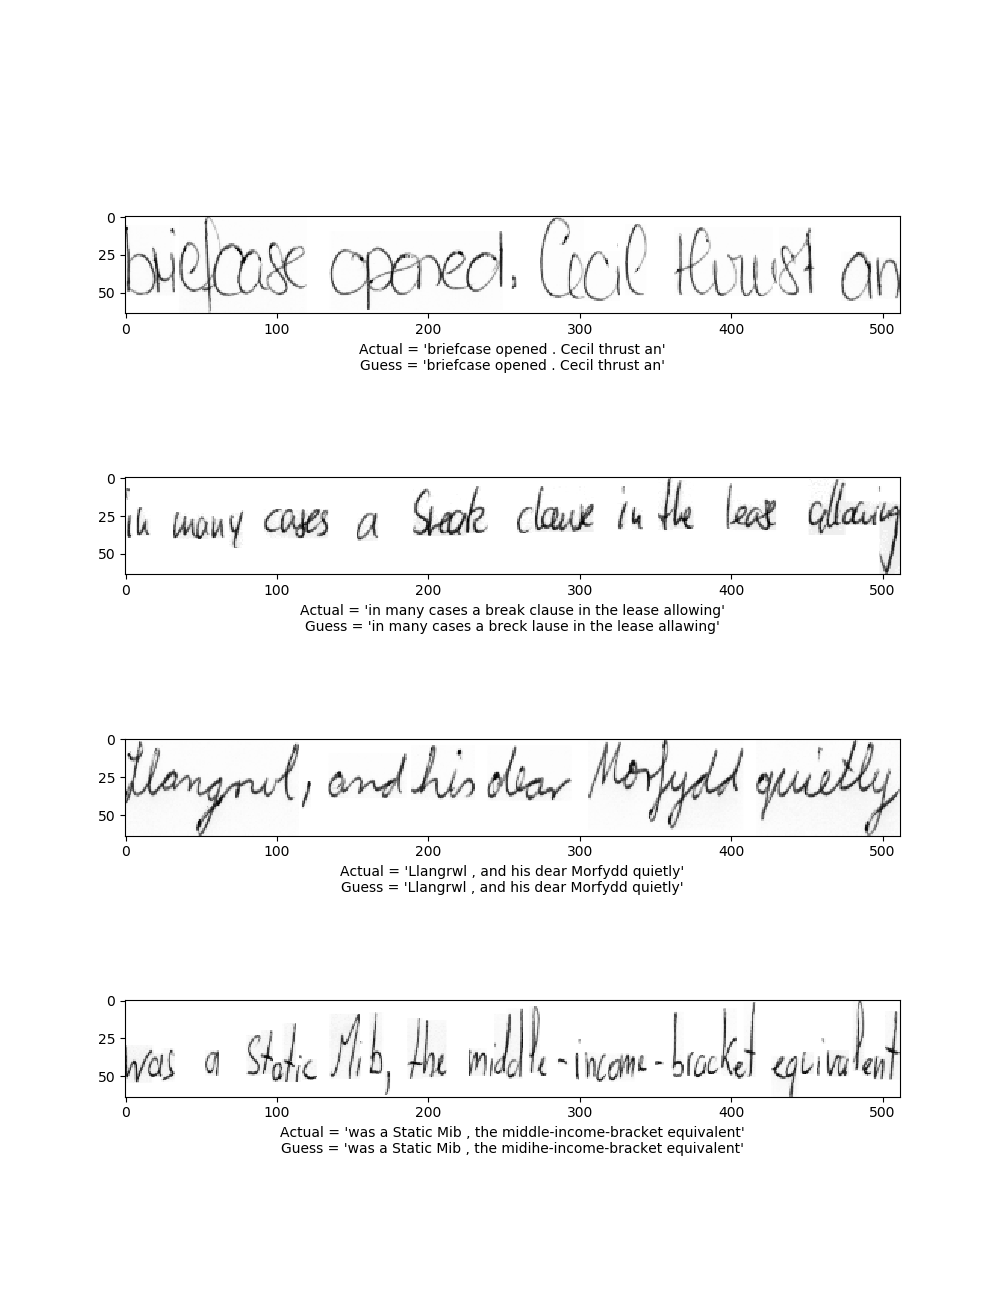 0
25
50
briefcase opened. Cecil thrust an
0 100 200 300 400 500
Actual = 'briefcase opened . Cecil thrust an'
Guess = 'briefcase opened . Cecil thrust an'
0
25
50
in many cases a break clause in the lease allowing
0 100 200 300 400 500
Actual = 'in many cases a break clause in the lease allowing'
Guess = 'in many cases a breck lause in the lease allawing'
0
25
50
Llangrwl, and his dear Morfydd quietly
0 100 200 300 400 500
Actual = 'Llangrwl , and his dear Morfydd quietly'
Guess = 'Llangrwl , and his dear Morfydd quietly'
0
25
50
was a Static Mib, the middle-income-bracket equivalent
0 100 200 300 400 500
Actual = 'was a Static Mib , the middle-income-bracket equivalent'
Guess = 'was a Static Mib , the midihe-income-bracket equivalent'